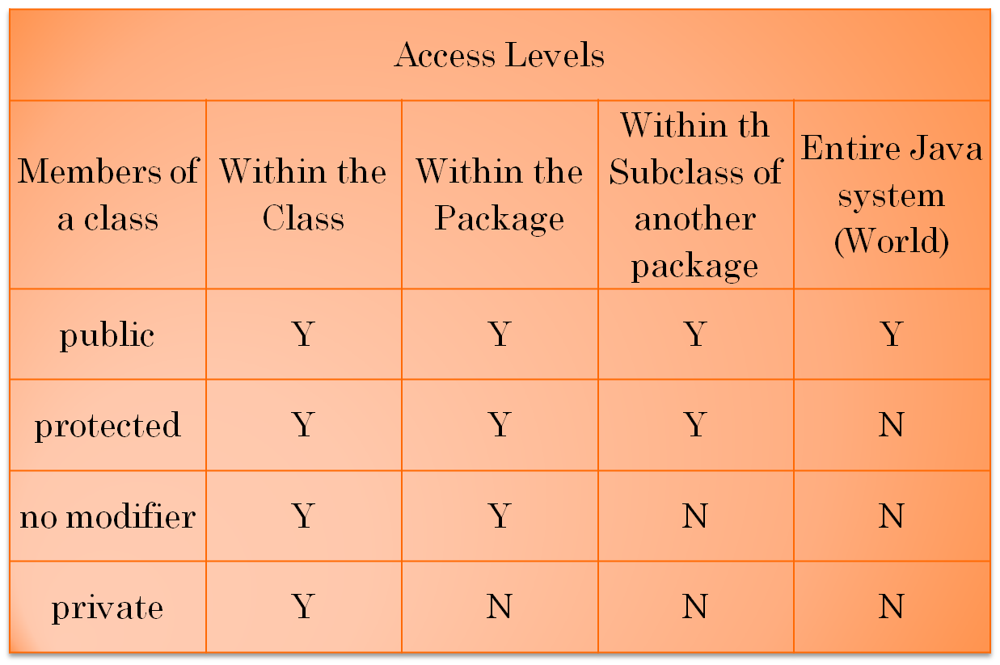 Access Levels
Members of
a class
Within the
Class
Within the
Package
Within th
Subclass of
another
package
Entire Java
system
(World)
public Y Y Y Y
protected Y Y Y N
no modifier Y Y N N
private Y N N N